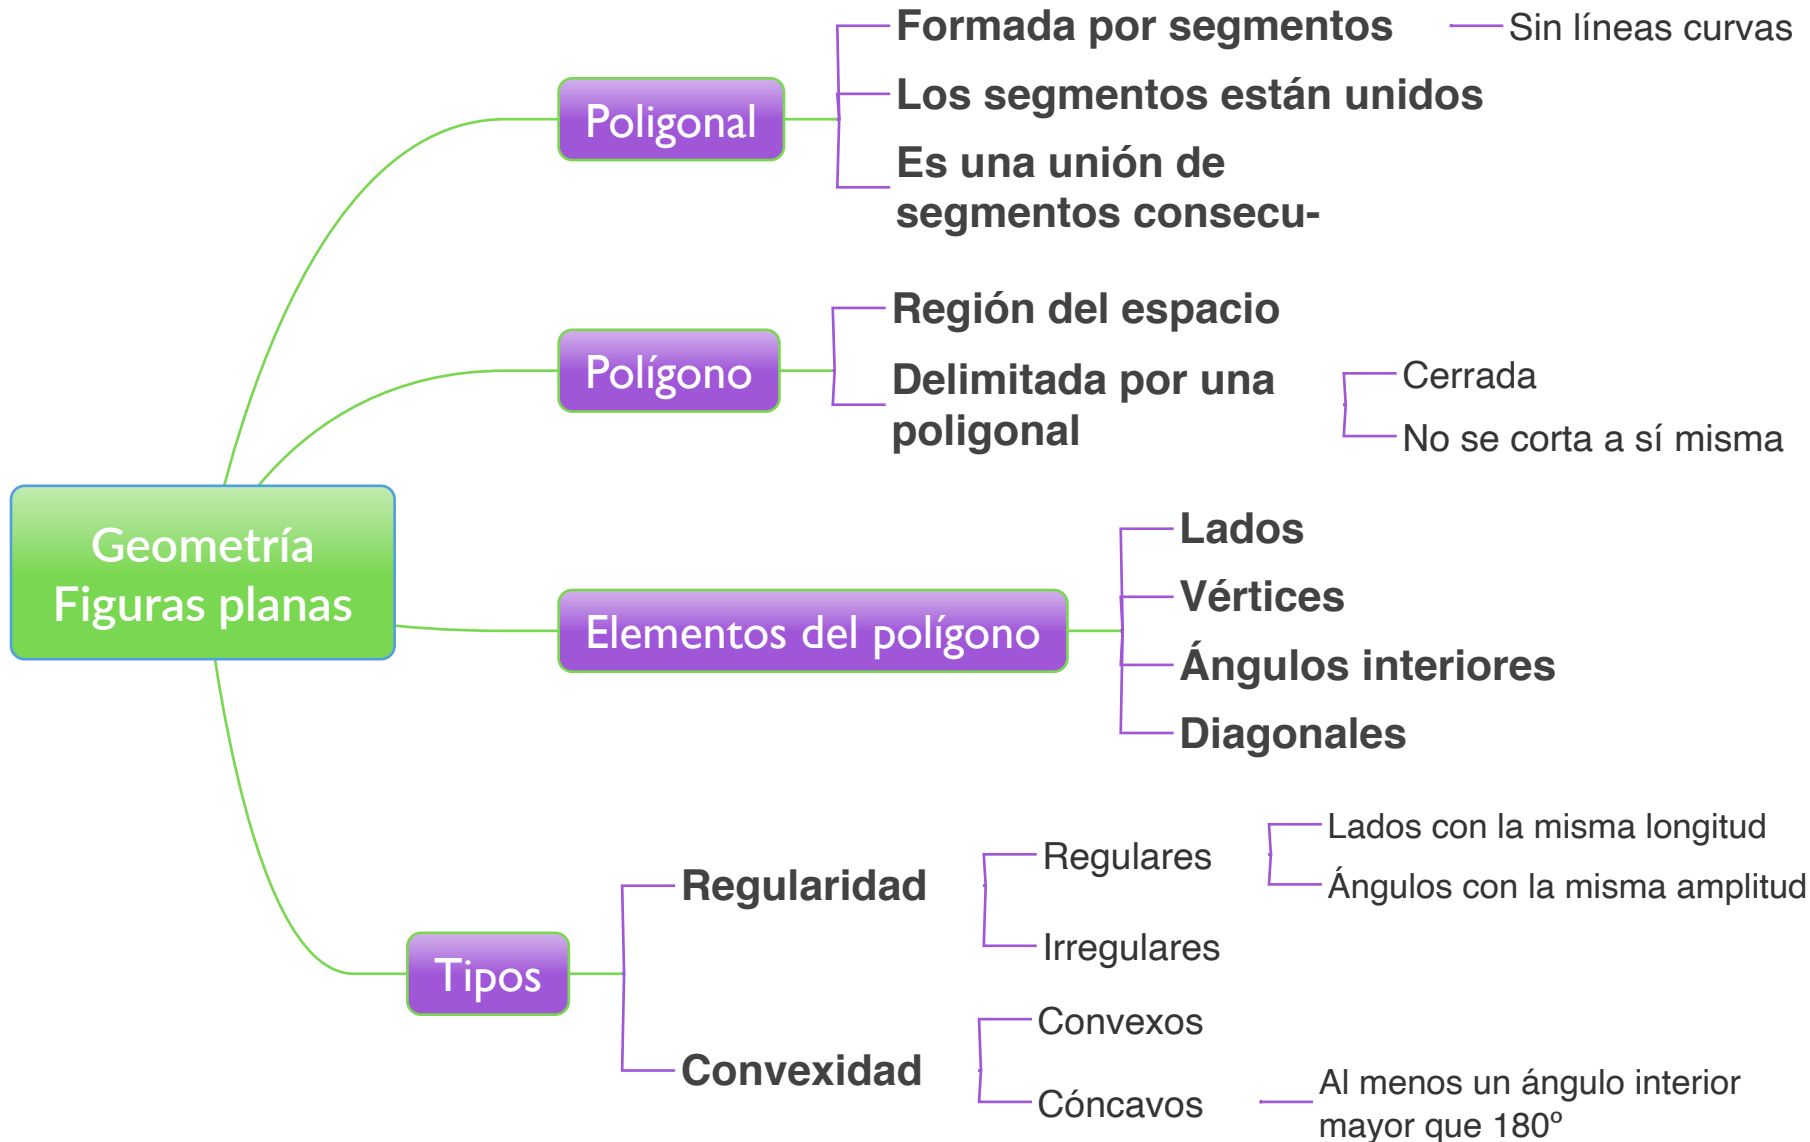 Geometría
Figuras planas
Poligonal
Formada por segmentos
Sin líneas curvas
Los segmentos están unidos
Es una unión de
segmentos consecu-
Polígono
Región del espacio
Delimitada por una
poligonal
Cerrada
No se corta a sí misma
Elementos del polígono
Lados
Vértices
Ángulos interiores
Diagonales
Tipos
Regularidad
Regulares
Lados con la misma longitud
Ángulos con la misma amplitud
Irregulares
Convexidad
Convexos
Cóncavos
Al menos un ángulo interior
mayor que 180º